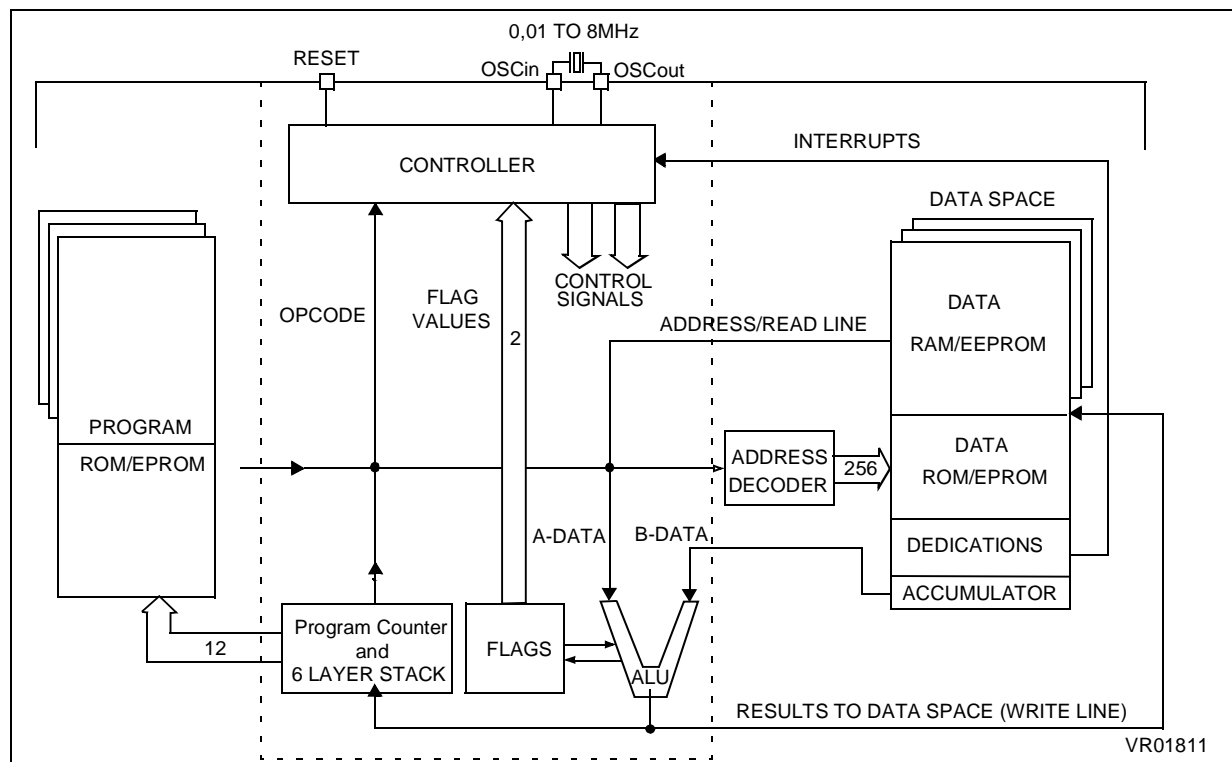 0,01 TO 8MHz
RESET
OSCin
OSCout
INTERRUPTS
CONTROLLER
DATA SPACE
CONTROL
SIGNALS
FLAG
VALUES
OPCODE
2
ADDRESS/READ LINE
DATA
RAM/EEPROM
PROGRAM
ROM/EPROM
ADDRESS
DECODER
256
DATA
ROM/EPROM
A-DATA
B-DATA
DEDICATIONS
ACCUMULATOR
12
Program Counter
and
6 LAYER STACK
FLAGS
ALU
RESULTS TO DATA SPACE (WRITE LINE)
VR01811